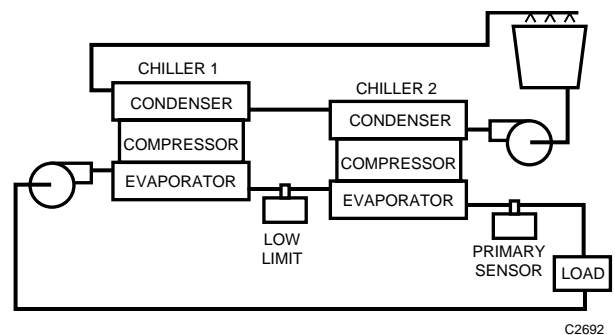 CHILLER 1
CONDENSER
COMPRESSOR
EVAPORATOR
LOW
LIMIT
CHILLER 2
CONDENSER
COMPRESSOR
EVAPORATOR
PRIMARY
SENSOR
LOAD
C2692